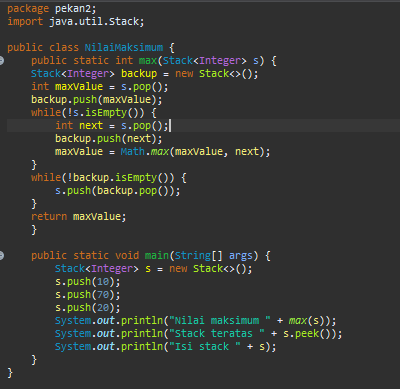 package pekan2;
import java.util.Stack;
public class NilaiMaksimum {
public static int max(Stack<Integer> s) {
Stack<Integer> backup = new Stack<>();
int maxValue = s.pop();
backup.push(maxValue);
while(!s.isEmpty()) {
int next = s.pop();
backup.push(next);
maxValue = Math.max(maxValue, next);
}
while(!backup.isEmpty()) {
s.push(backup.pop());
}
return maxValue;
}
public static void main(String[] args) {
Stack<Integer> s = new Stack<>();
s.push(10);
s.push(70);
s.push(20);
System.out.println("Nilai maksimum " + max(s));
System.out.println("Stack teratas " + s.peek());
System.out.println("Isi stack " + s);
}
}